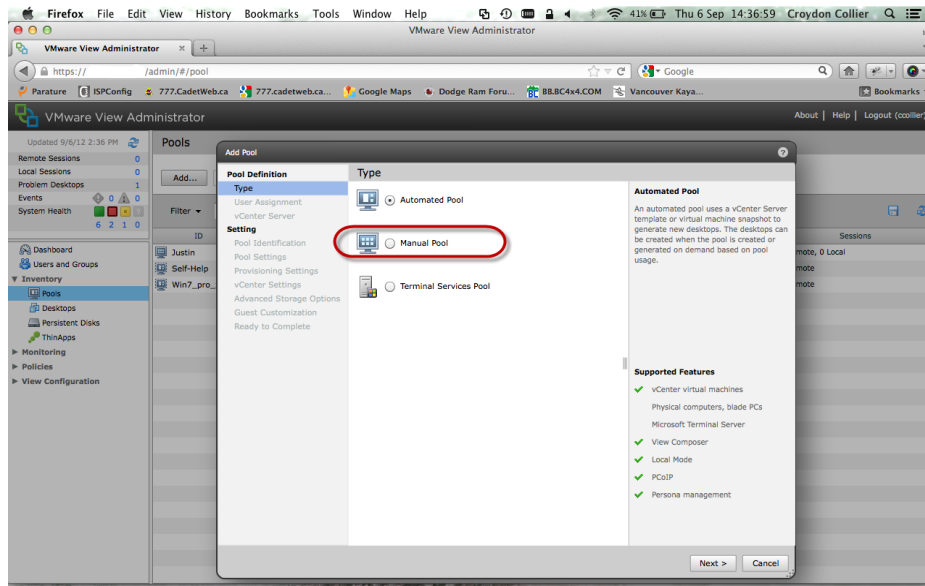 Firefox File Edit View History Bookmarks Tools Window Help 41% Thu 6 Sep 14:36:59 Croydon Collier
VMware View Administrator
VMware View Administrator × +
https:// /admin/#/pool Google
Parature ISPConfig 777.CadetWeb.ca 777.cadetweb.ca... Google Maps Dodge Ram Foru... BB.BC4x4.COM Vancouver Kaya... Bookmarks
VMware View Administrator About | Help | Logout (ccollier
Updated 9/6/12 2:36 PM
Remote Sessions 0
Local Sessions 0
Problem Desktops 1
Events 0 0
System Health
6 2 1 0
Dashboard
Users and Groups
Inventory
Pools
Desktops
Persistent Disks
ThinApps
Monitoring
Policies
View Configuration
Pools
Add...
Filter
ID Sessions
Justin mote, 0 Local
Self-Help mote
Win7_pro_ mote
Add Pool ?
Pool Definition
Type
User Assignment
vCenter Server
Setting
Pool Identification
Pool Settings
Provisioning Settings
vCenter Settings
Advanced Storage Options
Guest Customization
Ready to Complete
Type
Automated Pool
Manual Pool
Terminal Services Pool
Automated Pool
An automated pool uses a vCenter Server
template or virtual machine snapshot to
generate new desktops. The desktops can
be created when the pool is created or
generated on demand based on pool
usage.
Supported Features
vCenter virtual machines
Physical computers, blade PCs
Microsoft Terminal Server
View Composer
Local Mode
PCoIP
Persona management
Next > Cancel